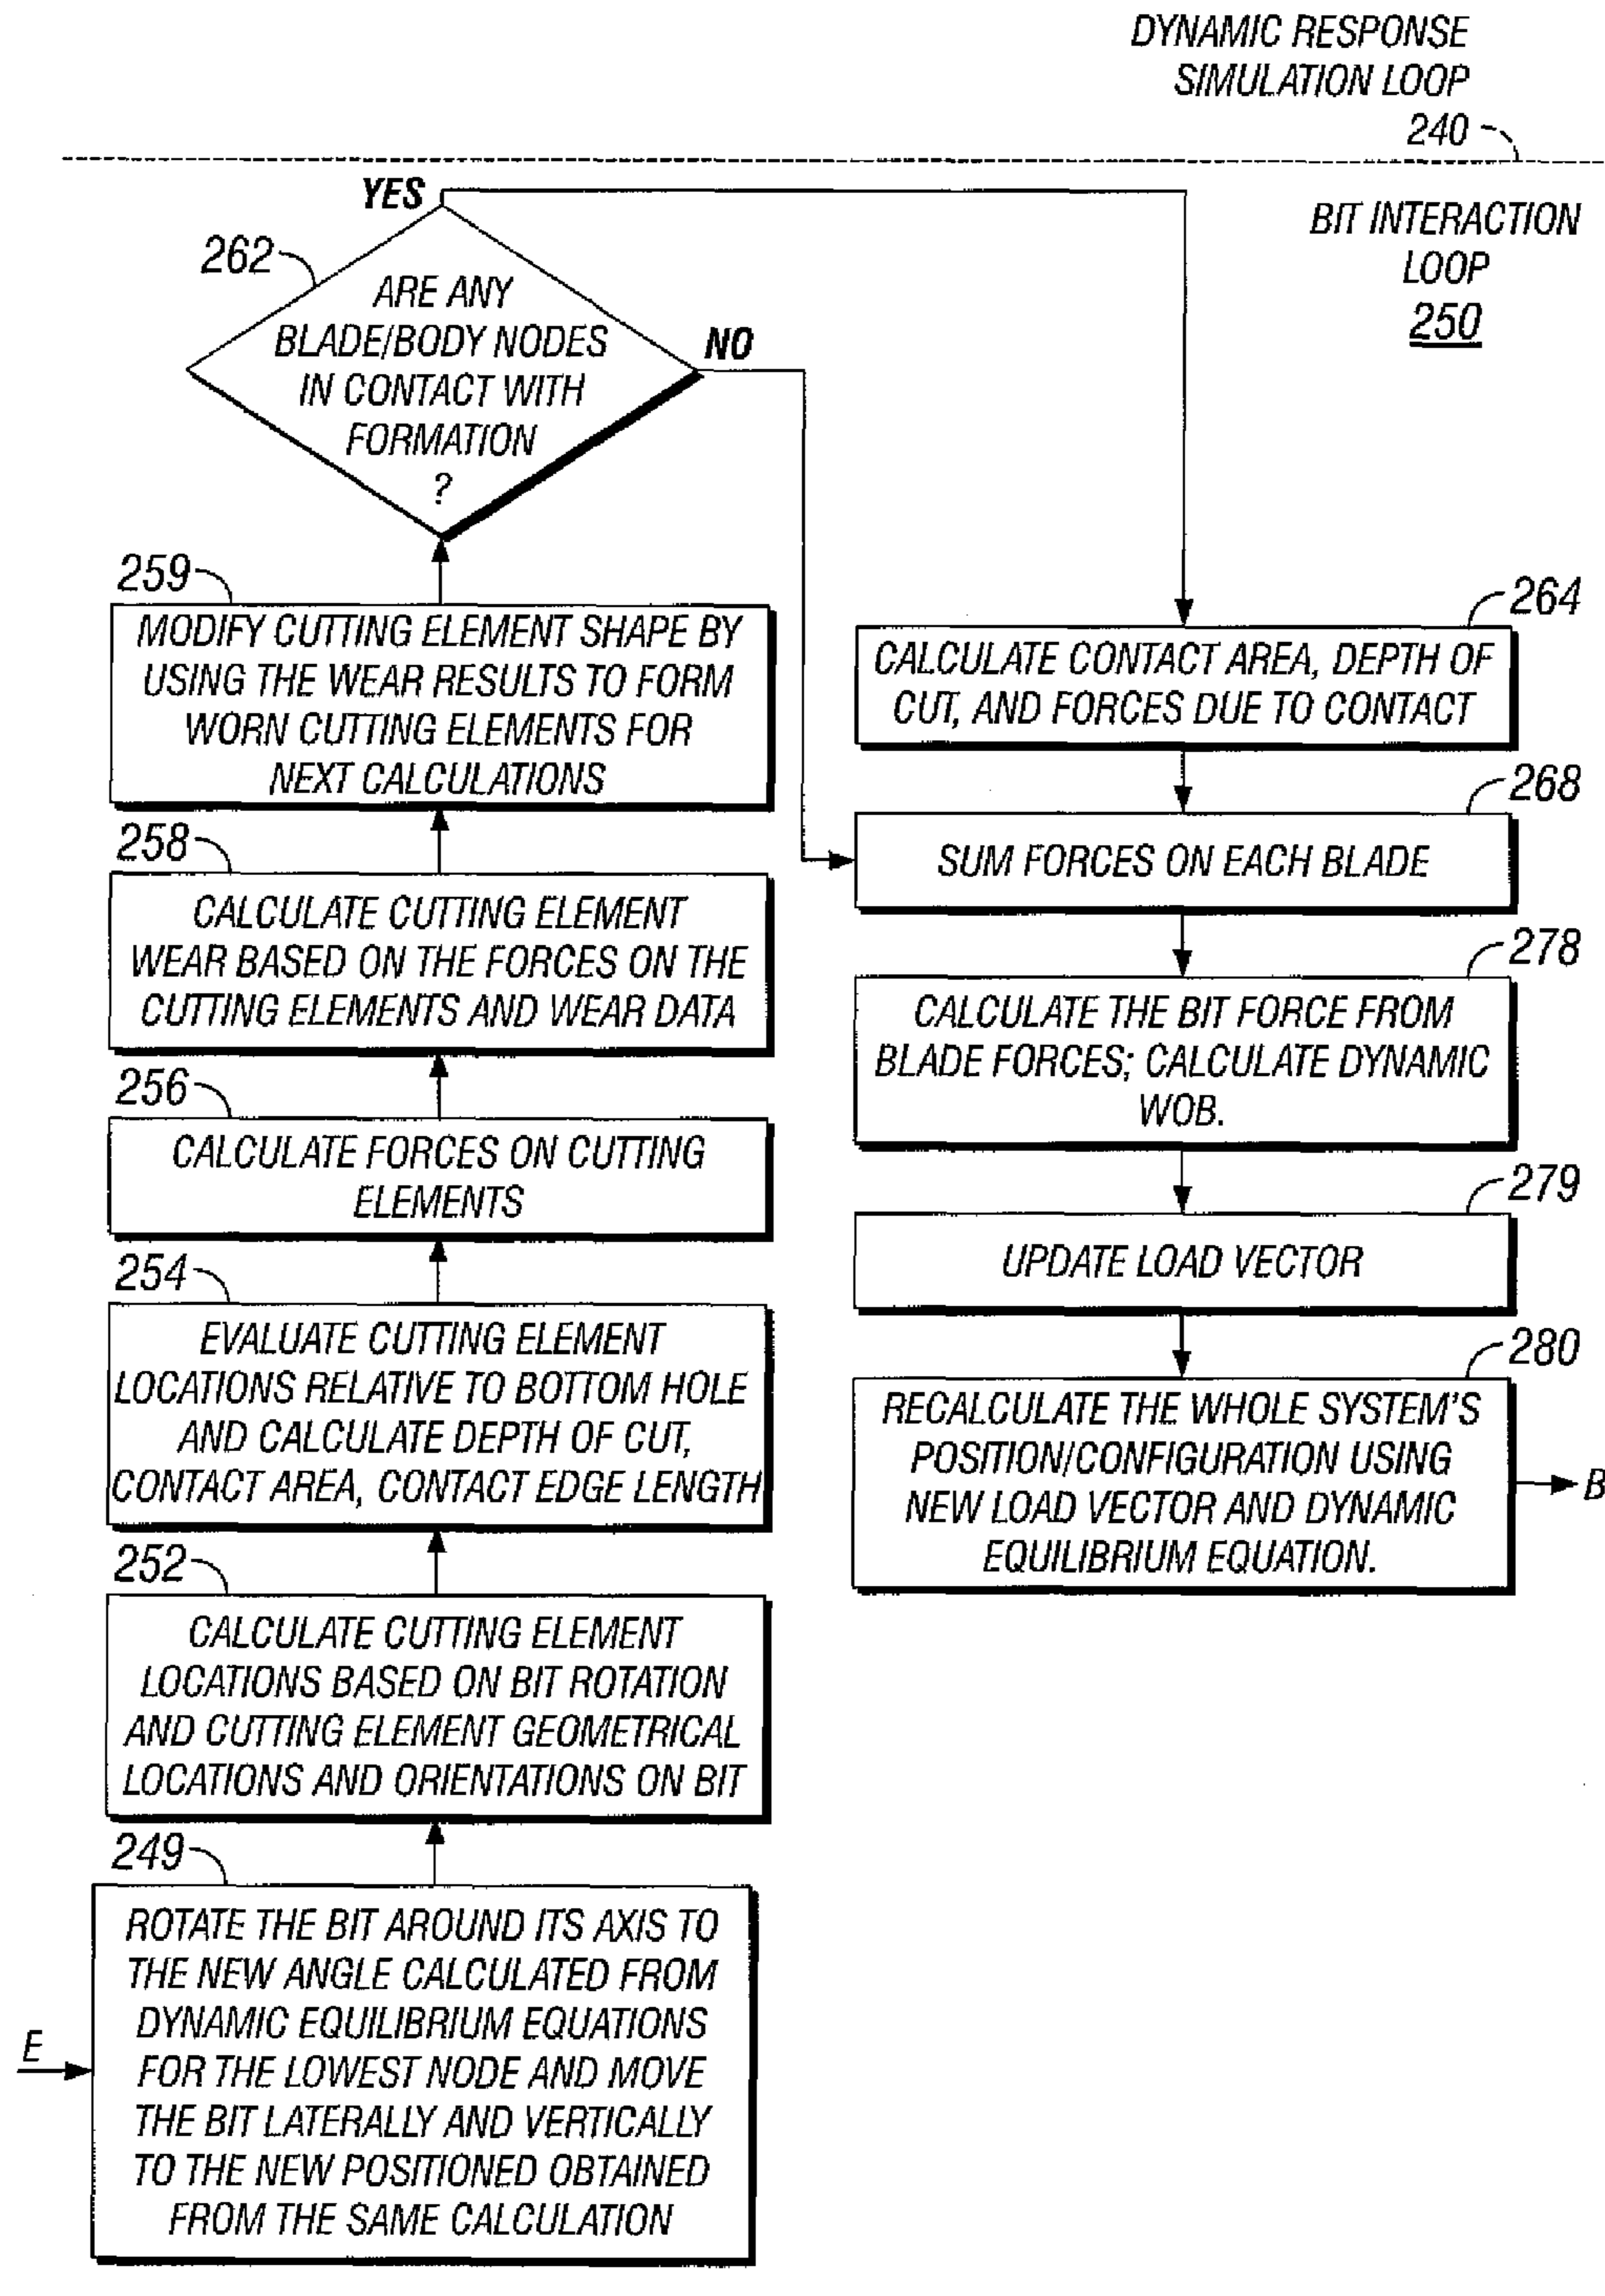 DYNAMIC RESPONSE
SIMULATION LOOP
240
BIT INTERACTION
LOOP
250
YES
262
ARE ANY
BLADE/BODY NODES
IN CONTACT WITH
FORMATION
?
NO
259
MODIFY CUTTING ELEMENT SHAPE BY
USING THE WEAR RESULTS TO FORM
WORN CUTTING ELEMENTS FOR
NEXT CALCULATIONS
258
CALCULATE CUTTING ELEMENT
WEAR BASED ON THE FORCES ON THE
CUTTING ELEMENTS AND WEAR DATA
256
CALCULATE FORCES ON CUTTING
ELEMENTS
254
EVALUATE CUTTING ELEMENT
LOCATIONS RELATIVE TO BOTTOM HOLE
AND CALCULATE DEPTH OF CUT,
CONTACT AREA, CONTACT EDGE LENGTH
252
CALCULATE CUTTING ELEMENT
LOCATIONS BASED ON BIT ROTATION
AND CUTTING ELEMENT GEOMETRICAL
LOCATIONS AND ORIENTATIONS ON BIT
249
ROTATE THE BIT AROUND ITS AXIS TO
THE NEW ANGLE CALCULATED FROM
DYNAMIC EQUILIBRIUM EQUATIONS
FOR THE LOWEST NODE AND MOVE
THE BIT LATERALLY AND VERTICALLY
TO THE NEW POSITIONED OBTAINED
FROM THE SAME CALCULATION
E
264
CALCULATE CONTACT AREA, DEPTH OF
CUT, AND FORCES DUE TO CONTACT
268
SUM FORCES ON EACH BLADE
278
CALCULATE THE BIT FORCE FROM
BLADE FORCES; CALCULATE DYNAMIC
WOB.
279
UPDATE LOAD VECTOR
280
RECALCULATE THE WHOLE SYSTEM'S
POSITION/CONFIGURATION USING
NEW LOAD VECTOR AND DYNAMIC
EQUILIBRIUM EQUATION.
B